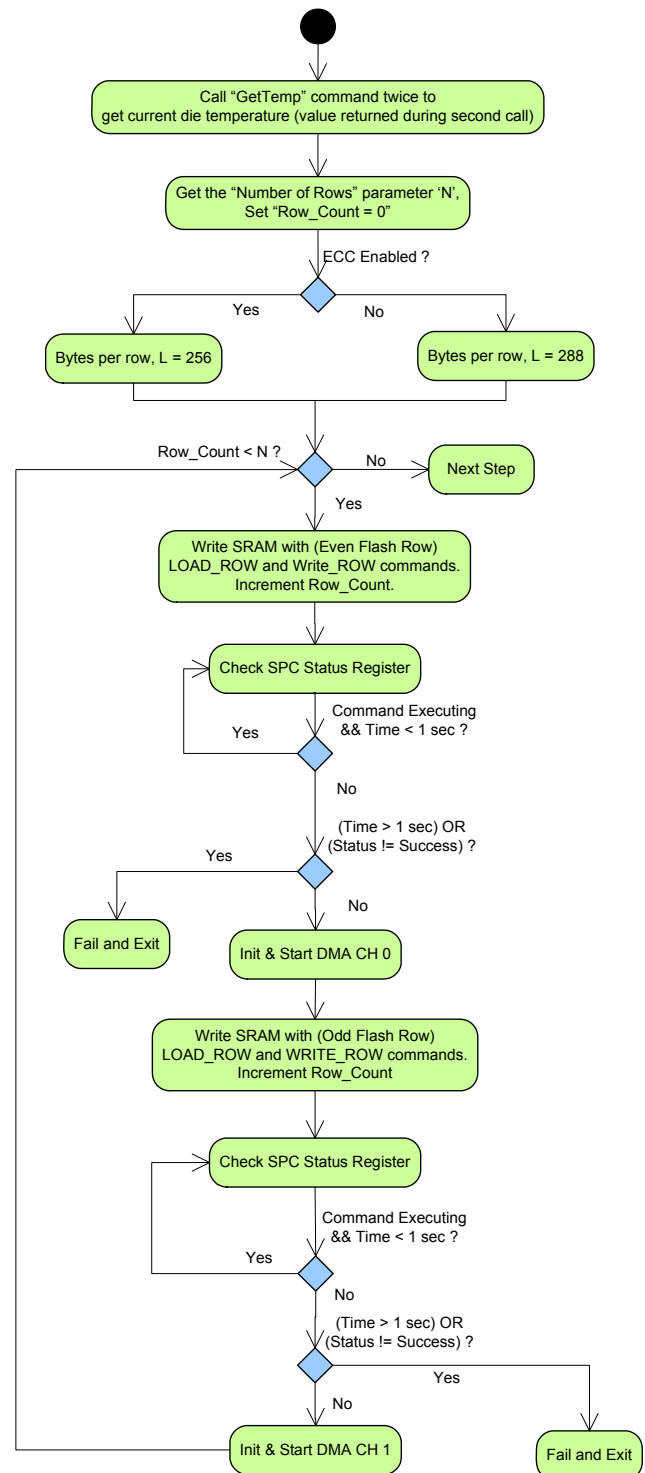 Call “GetTemp” command twice to
get current die temperature (value returned during second call)
Get the “Number of Rows” parameter ‘N’,
Set “Row_Count = 0”
ECC Enabled ?
Yes
No
Bytes per row, L = 256
Bytes per row, L = 288
Row_Count < N ?
No
Next Step
Yes
Write SRAM with (Even Flash Row)
LOAD_ROW and Write_ROW commands.
Increment Row_Count.
Check SPC Status Register
Command Executing
&& Time < 1 sec ?
Yes
No
(Time > 1 sec) OR
(Status != Success) ?
Yes
No
Fail and Exit
Init & Start DMA CH 0
Write SRAM with (Odd Flash Row)
LOAD_ROW and WRITE_ROW commands.
Increment Row_Count
Check SPC Status Register
Command Executing
&& Time < 1 sec ?
Yes
No
(Time > 1 sec) OR
(Status != Success) ?
Yes
No
Init & Start DMA CH 1
Fail and Exit